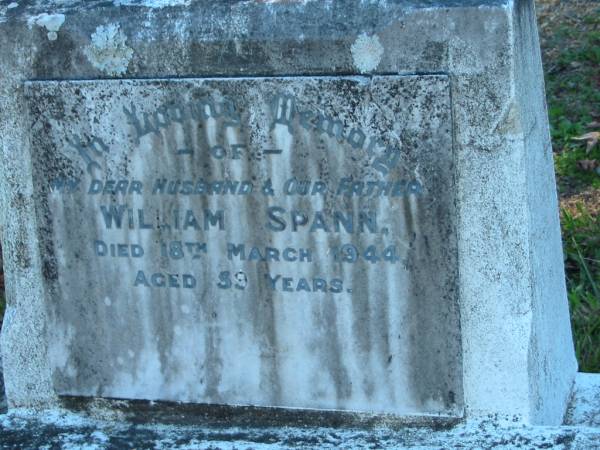 In Loving Memory
— OF —
MY DEAR HUSBAND & OUR FATHER
WILLIAM SPANN,
DIED 18TH MARCH 1944,
AGED 59 YEARS.